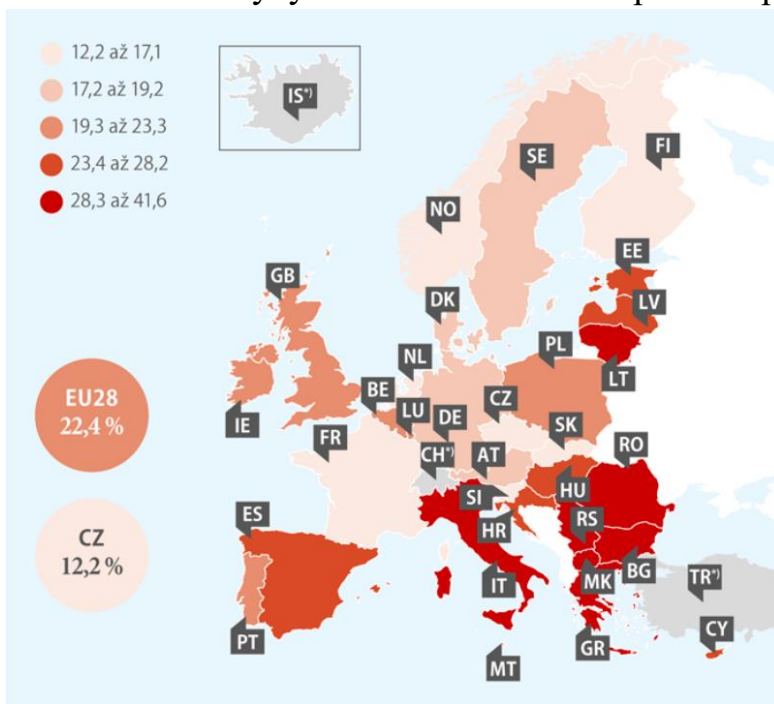 12,2 až 17,1
17,2 až 19,2
19,3 až 23,3
23,4 až 28,2
28,3 až 41,6
IS*)
SE
FI
NO
EE
GB
LV
DK
PL
NL
LT
BE
CZ
EU28
22,4 %
IE
LU
DE
SK
FR
RO
CH*)
AT
SI
HU
ES
RS
HR
CZ
12,2 %
IT
MK
BG
TR*)
PT
GR
CY
MT